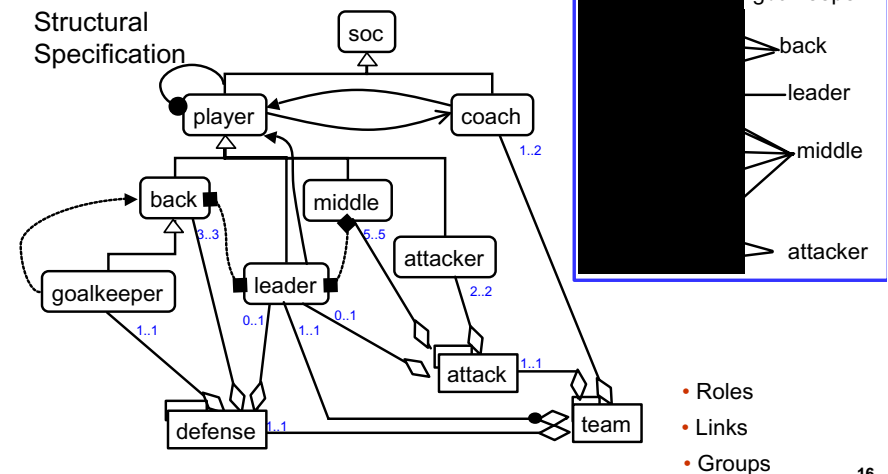 Structural
Specification
soc
player
coach
1..2
back
middle
3..3
5..5
attacker
goalkeeper
leader
2..2
1..1
0..1
1..1
0..1
attack
1..1
defense
1..1
team
back
leader
middle
attacker
• Roles
• Links
• Groups
16